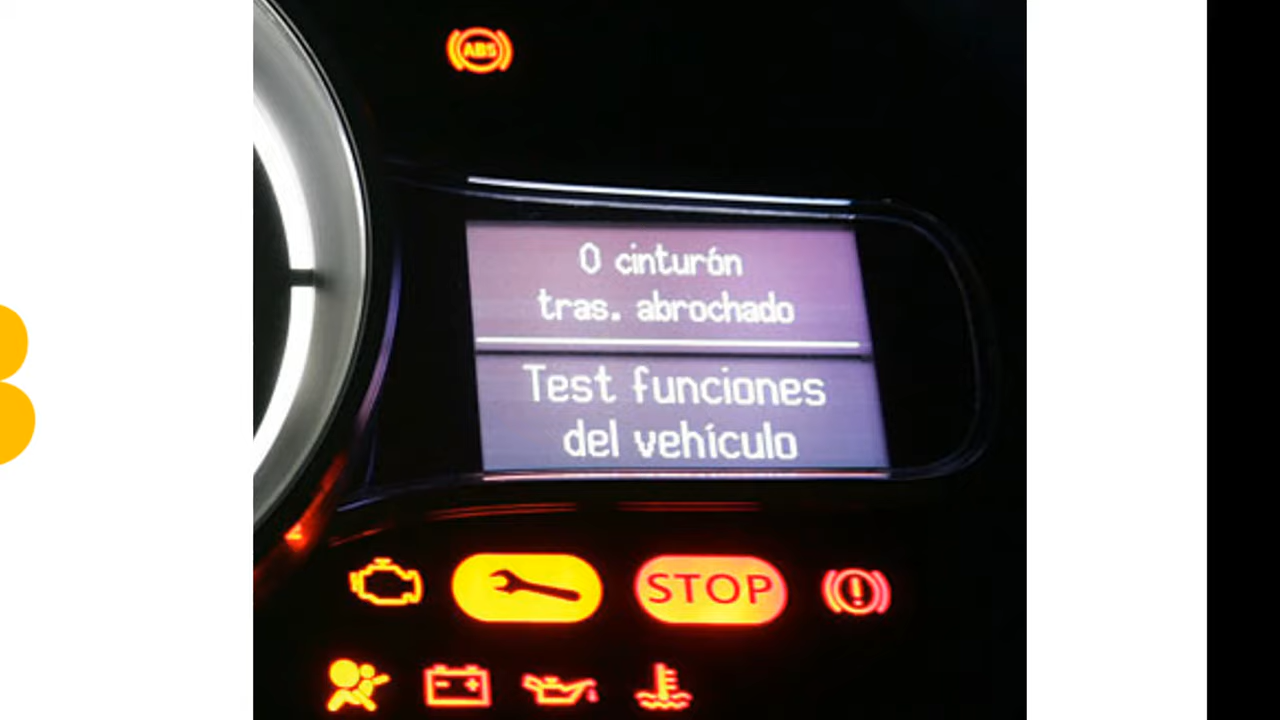 ABS
0 cinturón
tras. abrochado
Test funciones
del vehículo
STOP